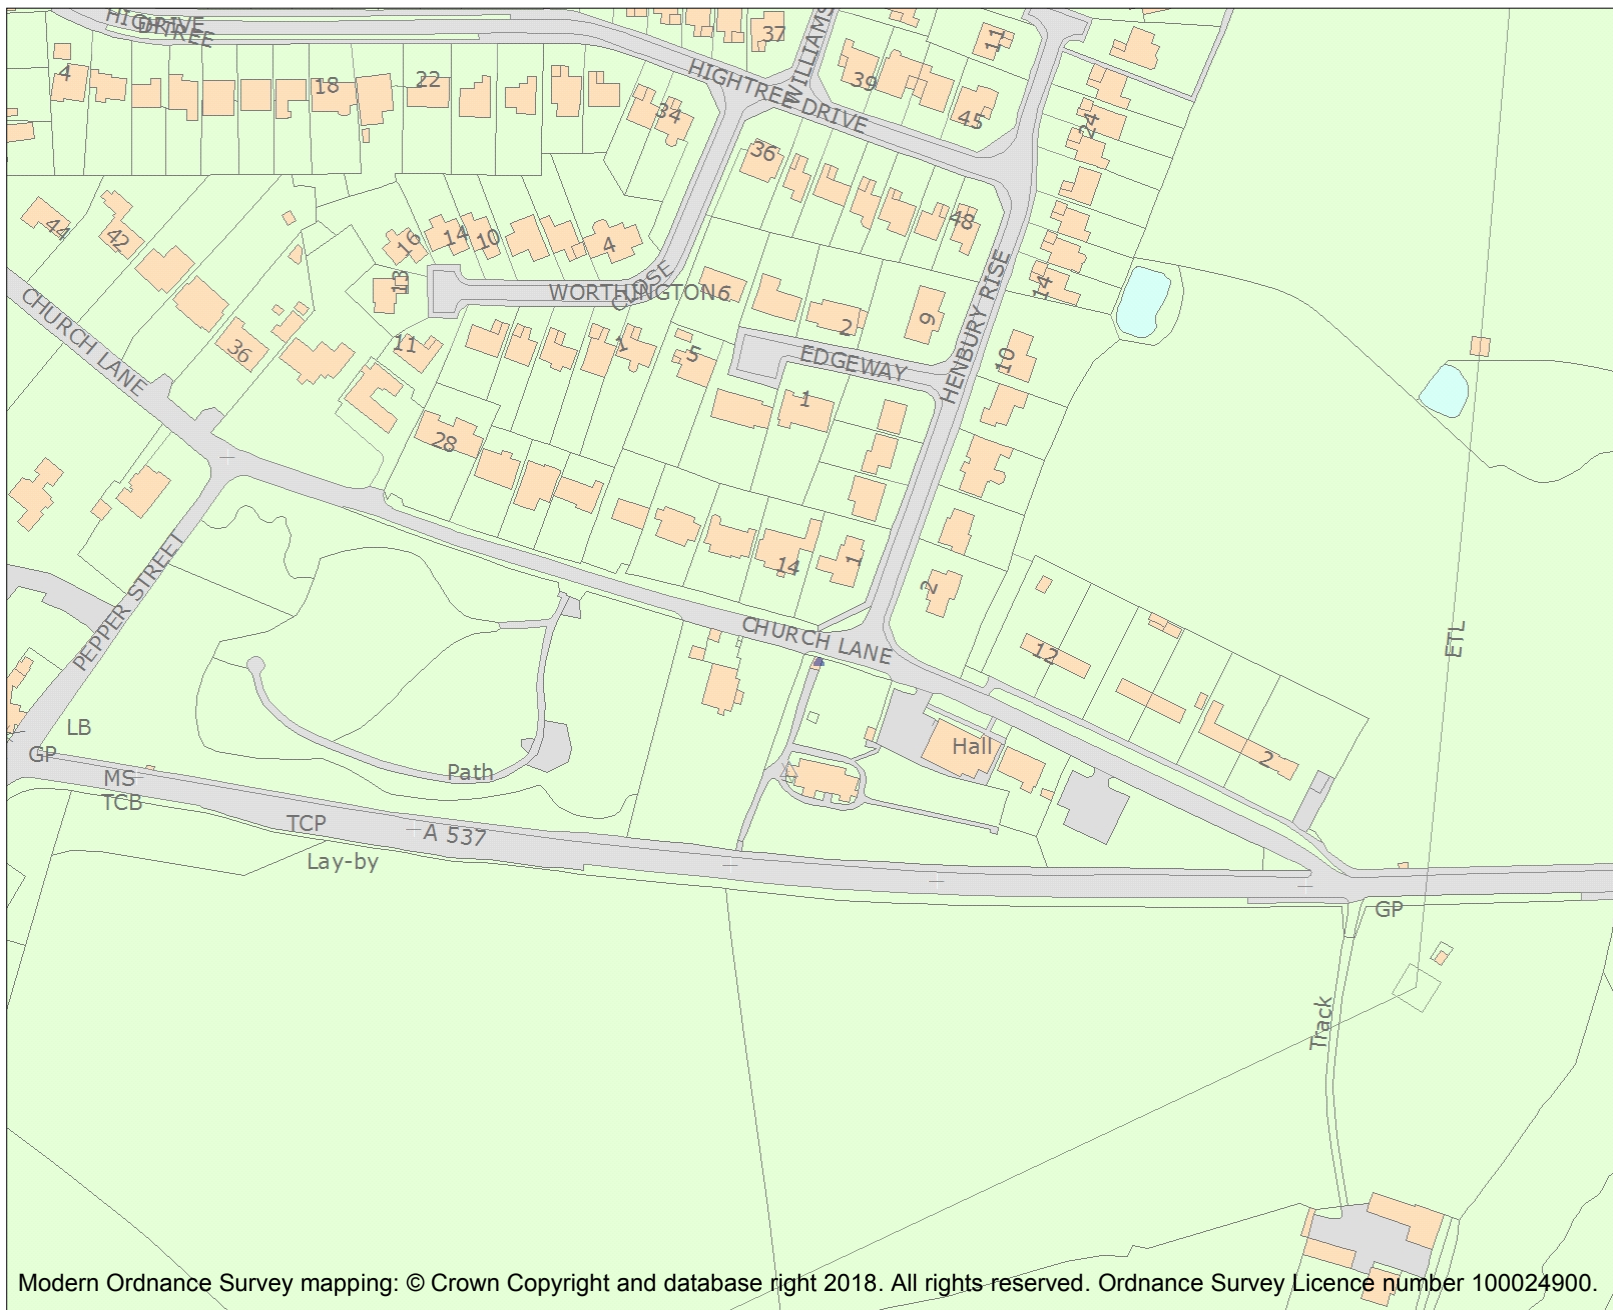 HIGHTREE
DRIVE
37
WILLIAMS
11
4
18
22
34
HIGHTREE DRIVE
39
45
24
36
48
44
42
16
14
10
4
13
14
WORTHINGTON
CLOSE
6
2
9
HENBURY RISE
10
CHURCH LANE
36
11
1
5
EDGEWAY
1
28
14
1
2
PEPPER STREET
CHURCH LANE
12
ETL
LB
GP
MS
TCB
Path
Hall
2
TCP
A 537
Lay-by
GP
Track
Modern Ordnance Survey mapping: © Crown Copyright and database right 2018. All rights reserved. Ordnance Survey Licence number 100024900.